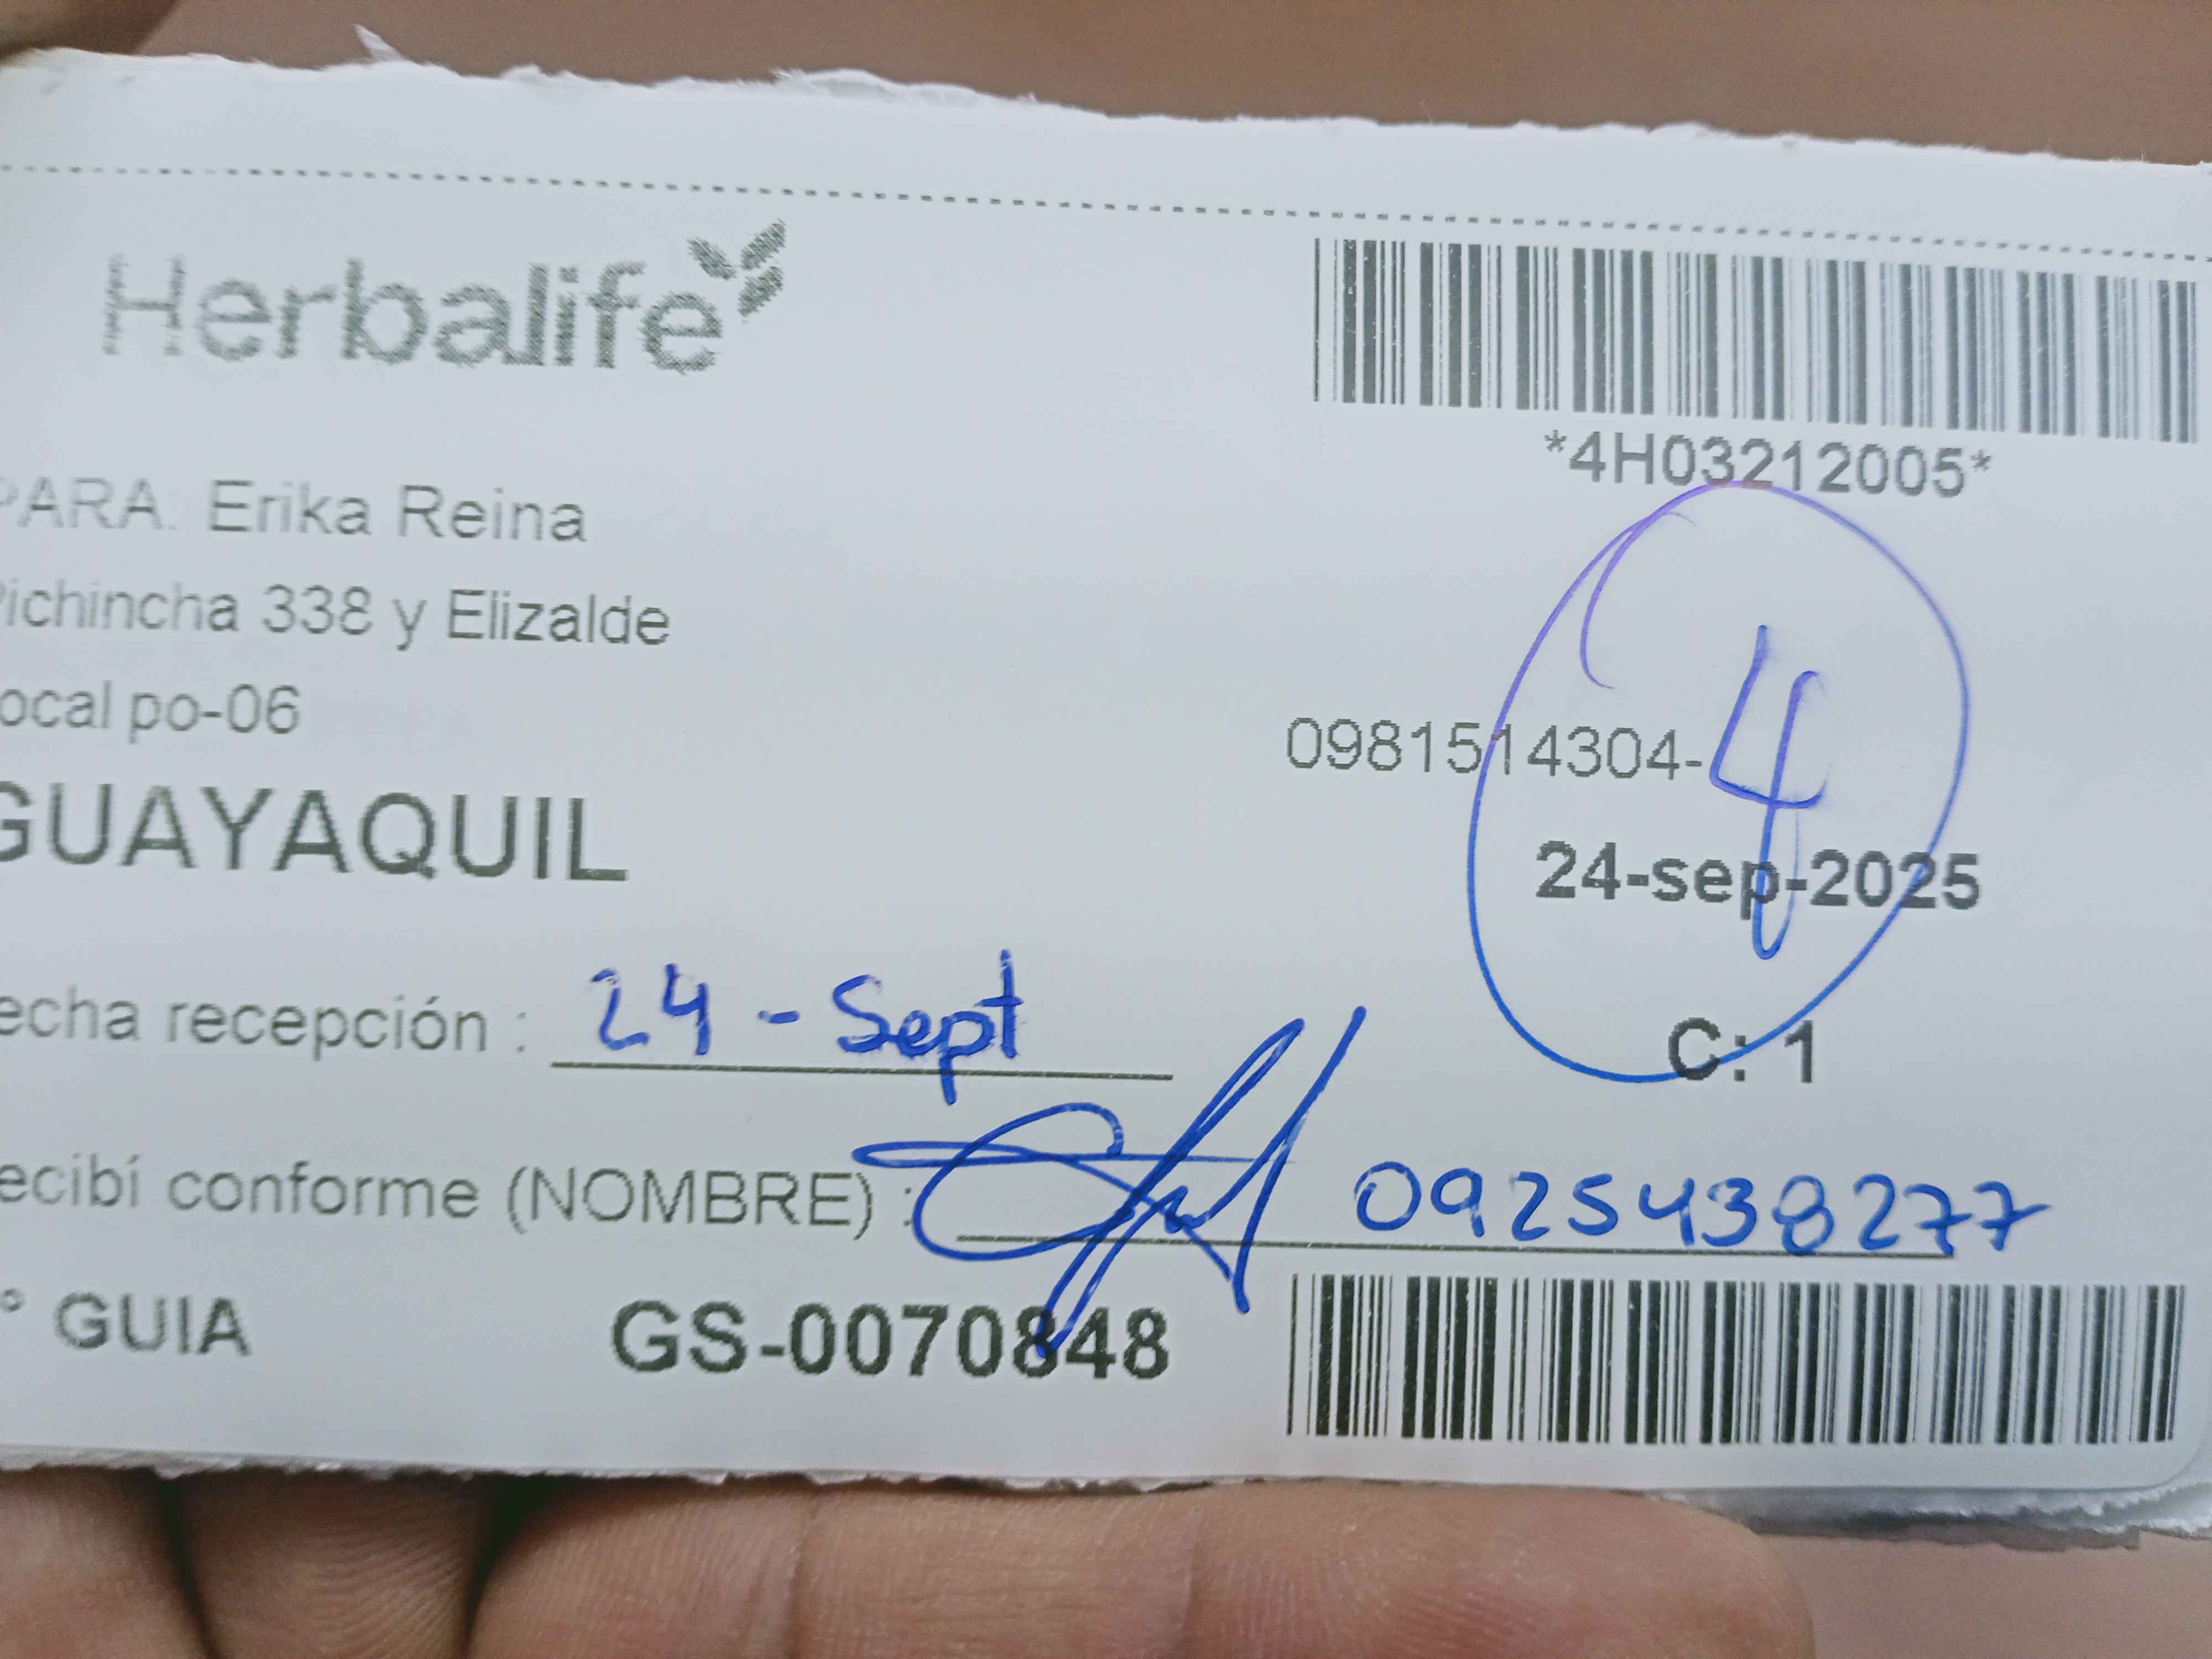 Herbalife
*4H03212005*
PARA. Erika Reina
Pichincha 338 y Elizalde
ocal po-06
0981514304-
4
GUAYAQUIL
24-sep-2025
echa recepción : 24 - Sept
C: 1
ecibí conforme (NOMBRE) : 0925438277
° GUIA GS-0070848